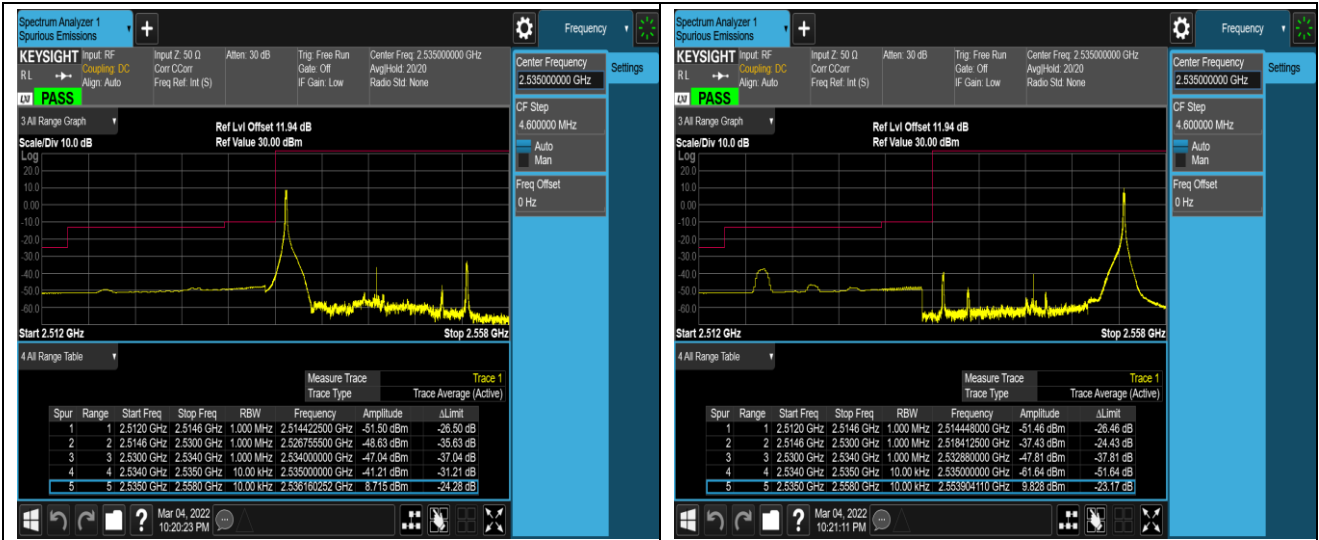 Spectrum Analyzer 1
Spurious Emissions
+
Frequency
KEYSIGHT
Input: RF
Coupling: DC
Align: Auto
Input Z: 50 Ω
Corr CCorr
Freq Ref: Int (S)
Atten: 30 dB
Trig: Free Run
Gate: Off
IF Gain: Low
Center Freq: 2.535000000 GHz
Avg|Hold: 20/20
Radio Std: None
RL
PASS
Center Frequency
2.535000000 GHz
Settings
CF Step
4.600000 MHz
Auto
Man
Freq Offset
0 Hz
3 All Range Graph
Ref Lvl Offset 11.94 dB
Scale/Div 10.0 dB
Ref Value 30.00 dBm
Log
20.0
10.0
0.00
-10.0
-20.0
-30.0
-40.0
-50.0
-60.0
Start 2.512 GHz
Stop 2.558 GHz
4 All Range Table
Measure Trace Trace 1
Trace Type Trace Average (Active)
Spur Range Start Freq Stop Freq RBW Frequency Amplitude ΔLimit
1 1 2.5120 GHz 2.5146 GHz 1.000 MHz 2.514422500 GHz -51.50 dBm -26.50 dB
2 2 2.5146 GHz 2.5300 GHz 1.000 MHz 2.526755500 GHz -48.63 dBm -35.63 dB
3 3 2.5300 GHz 2.5340 GHz 1.000 MHz 2.534000000 GHz -47.04 dBm -37.04 dB
4 4 2.5340 GHz 2.5350 GHz 10.00 kHz 2.535000000 GHz -41.21 dBm -31.21 dB
5 5 2.5350 GHz 2.5580 GHz 10.00 kHz 2.536160252 GHz 8.715 dBm -24.28 dB
?
Mar 04, 2022
10:20:23 PM
Spectrum Analyzer 1
Spurious Emissions
+
Frequency
KEYSIGHT
Input: RF
Coupling: DC
Align: Auto
Input Z: 50 Ω
Corr CCorr
Freq Ref: Int (S)
Atten: 30 dB
Trig: Free Run
Gate: Off
IF Gain: Low
Center Freq: 2.535000000 GHz
Avg|Hold: 20/20
Radio Std: None
RL
PASS
Center Frequency
2.535000000 GHz
Settings
CF Step
4.600000 MHz
Auto
Man
Freq Offset
0 Hz
3 All Range Graph
Ref Lvl Offset 11.94 dB
Scale/Div 10.0 dB
Ref Value 30.00 dBm
Log
20.0
10.0
0.00
-10.0
-20.0
-30.0
-40.0
-50.0
-60.0
Start 2.512 GHz
Stop 2.558 GHz
4 All Range Table
Measure Trace Trace 1
Trace Type Trace Average (Active)
Spur Range Start Freq Stop Freq RBW Frequency Amplitude ΔLimit
1 1 2.5120 GHz 2.5146 GHz 1.000 MHz 2.514448000 GHz -51.46 dBm -26.46 dB
2 2 2.5146 GHz 2.5300 GHz 1.000 MHz 2.518412500 GHz -37.43 dBm -24.43 dB
3 3 2.5300 GHz 2.5340 GHz 1.000 MHz 2.532880000 GHz -47.81 dBm -37.81 dB
4 4 2.5340 GHz 2.5350 GHz 10.00 kHz 2.535000000 GHz -61.64 dBm -51.64 dB
5 5 2.5350 GHz 2.5580 GHz 10.00 kHz 2.553904110 GHz 9.828 dBm -23.17 dB
?
Mar 04, 2022
10:21:11 PM